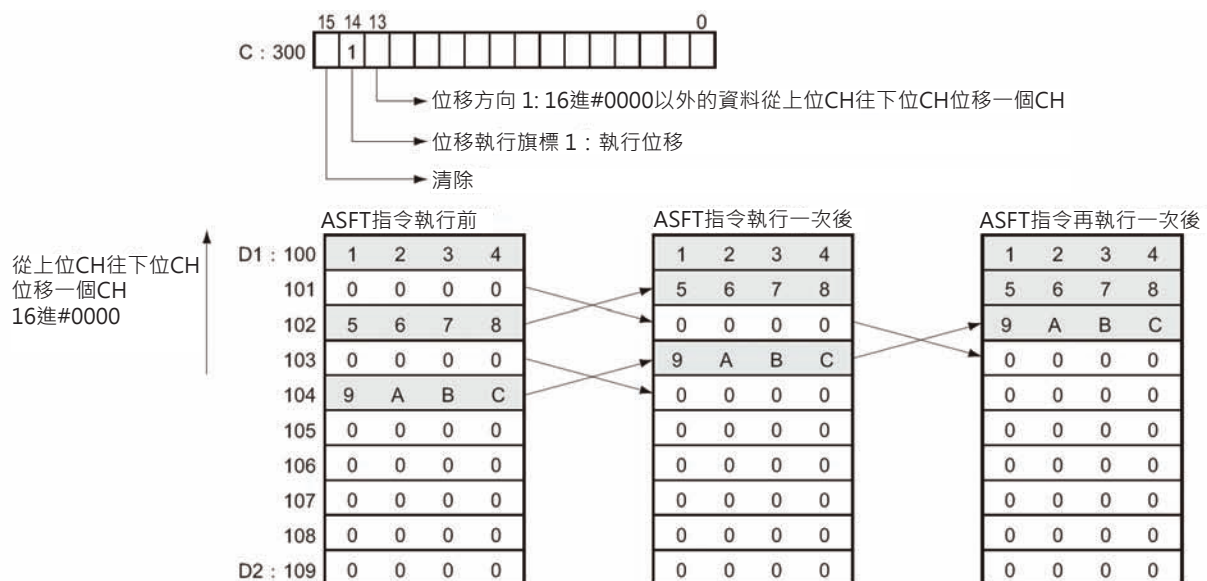 15 14 13 0
C：300 1
位移方向 1: 16進#0000以外的資料從上位CH往下位CH位移一個CH
位移執行旗標 1：執行位移
清除
ASFT指令執行前 ASFT指令執行一次後 ASFT指令再執行一次後
從上位CH往下位CH
位移一個CH
16進#0000
D1：100 1 2 3 4 1 2 3 4 1 2 3 4
101 0 0 0 0 5 6 7 8 5 6 7 8
102 5 6 7 8 0 0 0 0 9 A B C
103 0 0 0 0 9 A B C 0 0 0 0
104 9 A B C 0 0 0 0 0 0 0 0
105 0 0 0 0 0 0 0 0 0 0 0 0
106 0 0 0 0 0 0 0 0 0 0 0 0
107 0 0 0 0 0 0 0 0 0 0 0 0
108 0 0 0 0 0 0 0 0 0 0 0 0
D2：109 0 0 0 0 0 0 0 0 0 0 0 0